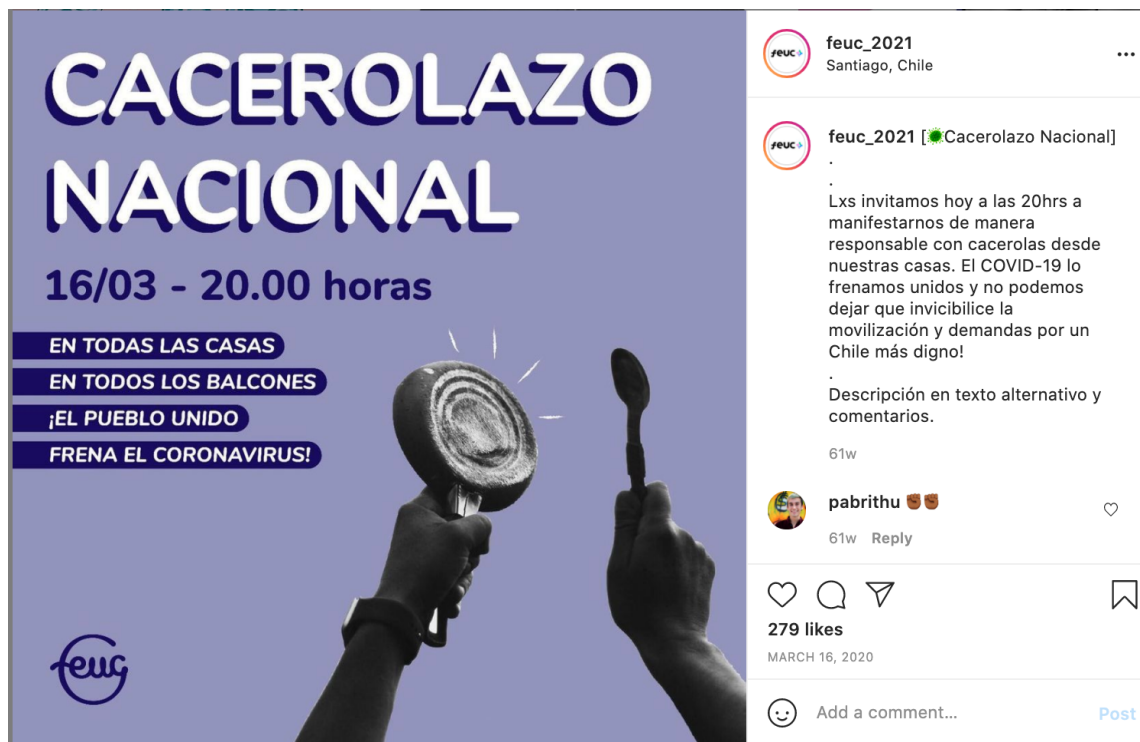 CACEROLAZO
NACIONAL
16/03 - 20.00 horas
EN TODAS LAS CASAS
EN TODOS LOS BALCONES
¡EL PUEBLO UNIDO
FRENA EL CORONAVIRUS!
feuc
feuc
feuc_2021
Santiago, Chile
feuc
feuc_2021 [Cacerolazo Nacional]
.
.
Lxs invitamos hoy a las 20hrs a
manifestarnos de manera
responsable con cacerolas desde
nuestras casas. El COVID-19 lo
frenamos unidos y no podemos
dejar que invicibilice la
movilización y demandas por un
Chile más digno!
.
Descripción en texto alternativo y
comentarios.
61w
pabrithu ✊🏾✊🏾
61w Reply
279 likes
MARCH 16, 2020
Add a comment...
Post